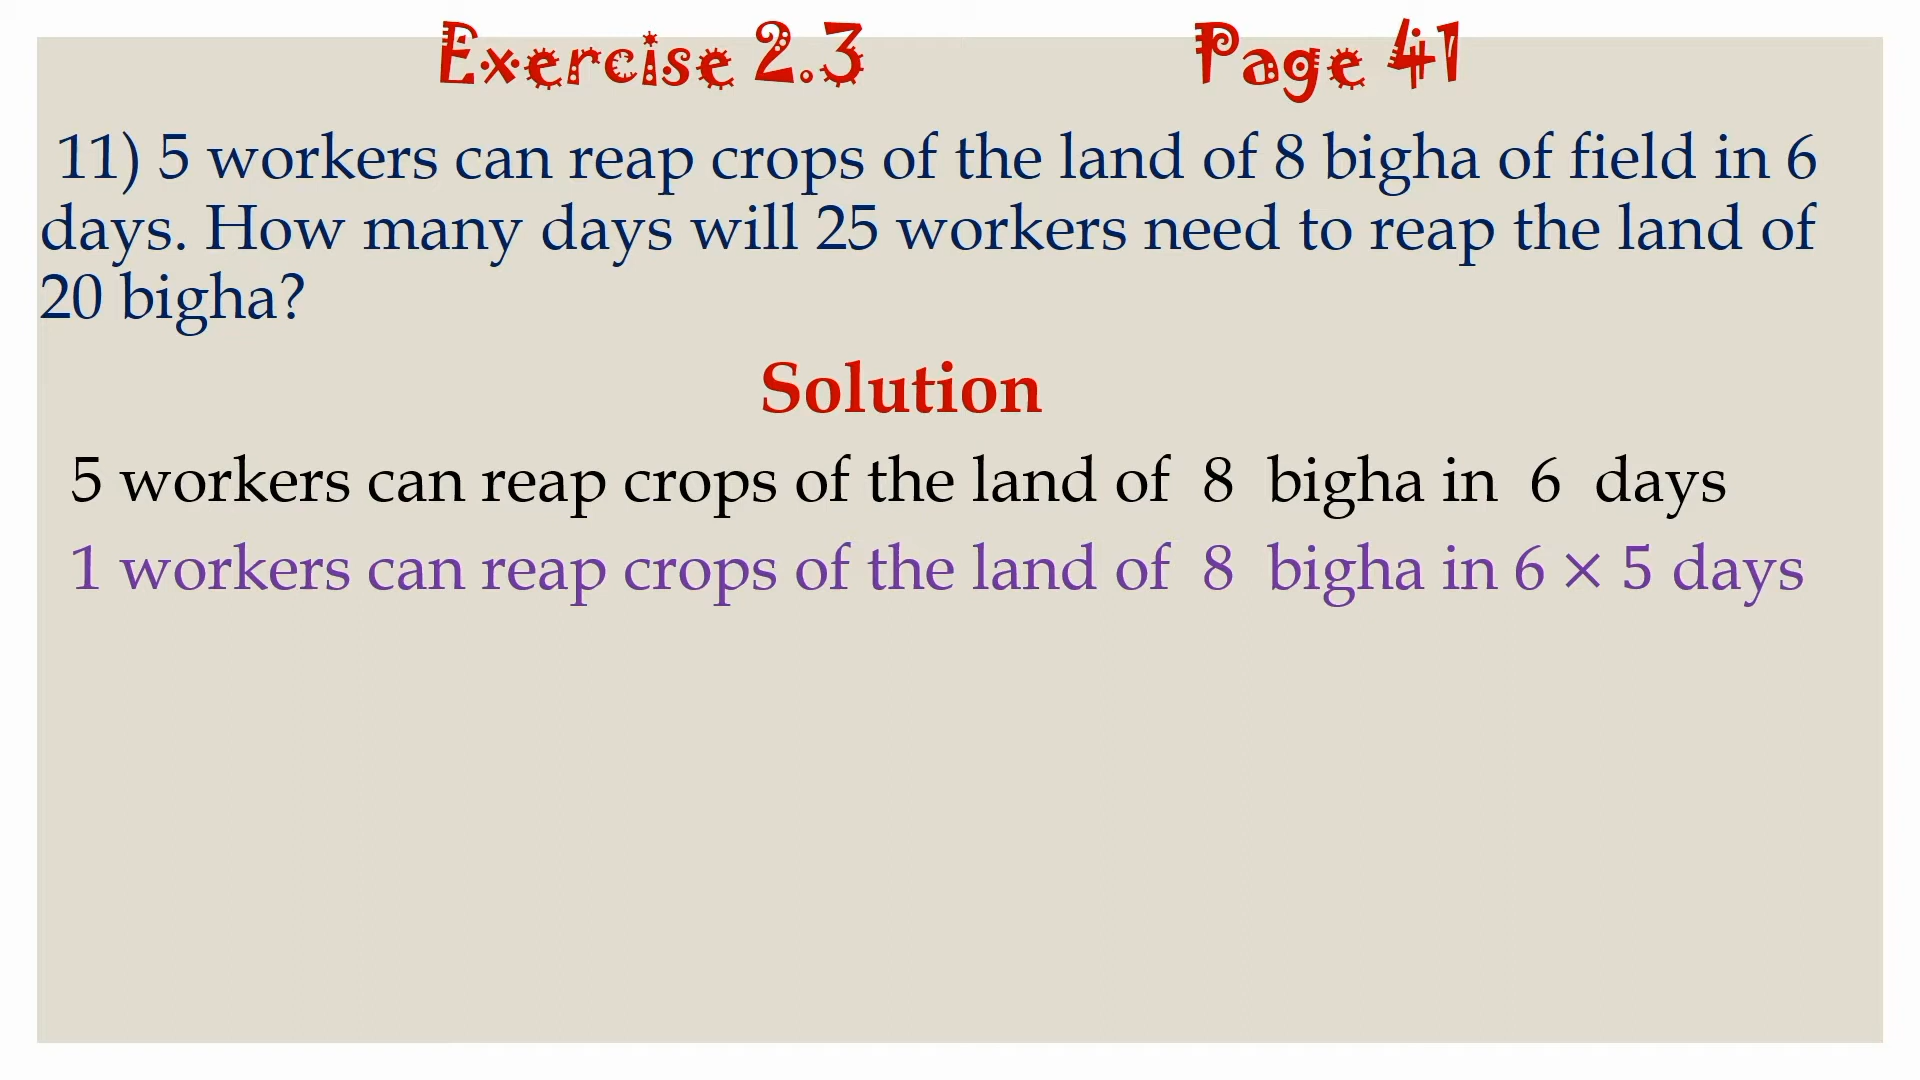 Exercise 2.3 Page 41
11) 5 workers can reap crops of the land of 8 bigha of field in 6
days. How many days will 25 workers need to reap the land of
20 bigha?
Solution
5 workers can reap crops of the land of 8 bigha in 6 days
1 workers can reap crops of the land of 8 bigha in 6 × 5 days